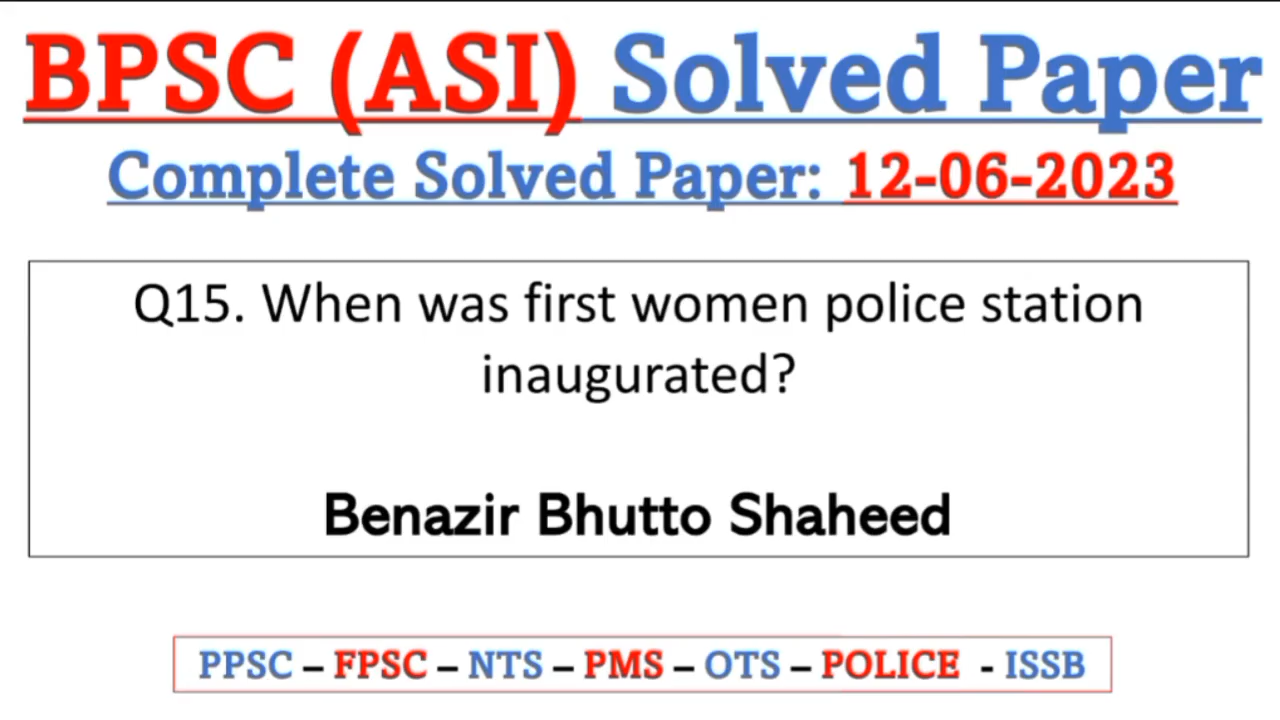 BPSC (ASI) Solved Paper
Complete Solved Paper: 12-06-2023
Q15. When was first women police station
inaugurated?
Benazir Bhutto Shaheed
PPSC – FPSC – NTS – PMS – OTS – POLICE - ISSB